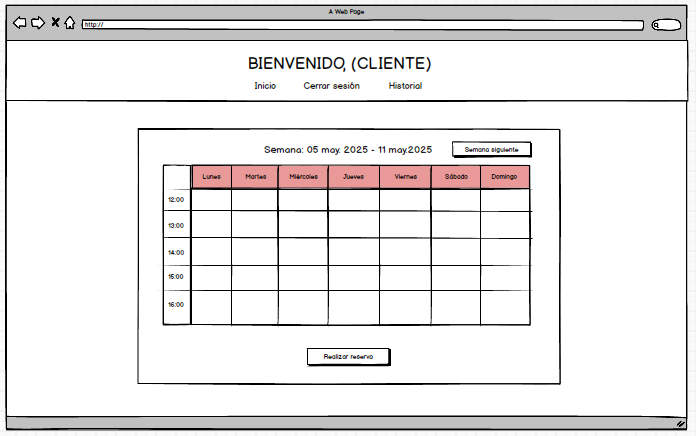 A Web Page
http://
BIENVENIDO, (CLIENTE)
Inicio Cerrar sesión Historial
Semana: 05 may. 2025 - 11 may.2025 Semana siguiente
Lunes Martes Miércoles Jueves Viernes Sábado Domingo
12:00
13:00
14:00
15:00
16:00
Realizar reserva